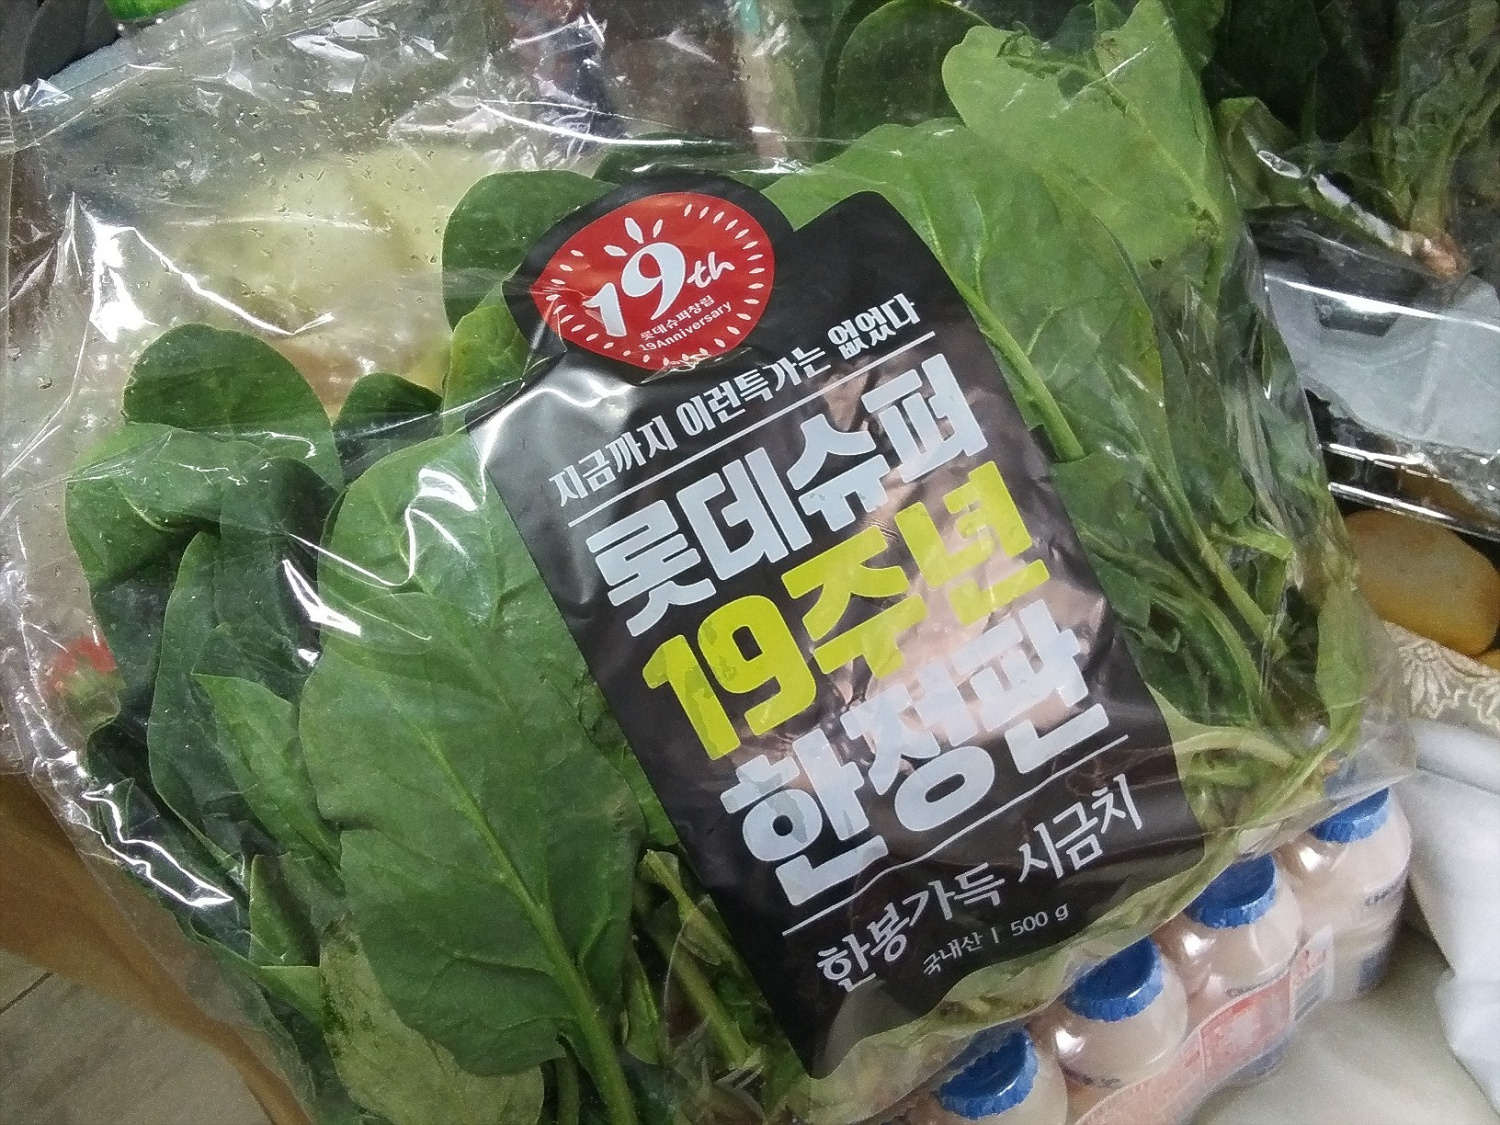 19th
롯데슈퍼창립
19Anniversary
지금까지 이런특가는 없었다
롯데슈퍼
19주년
한정판
한봉가득 시금치
국내산 | 500 g